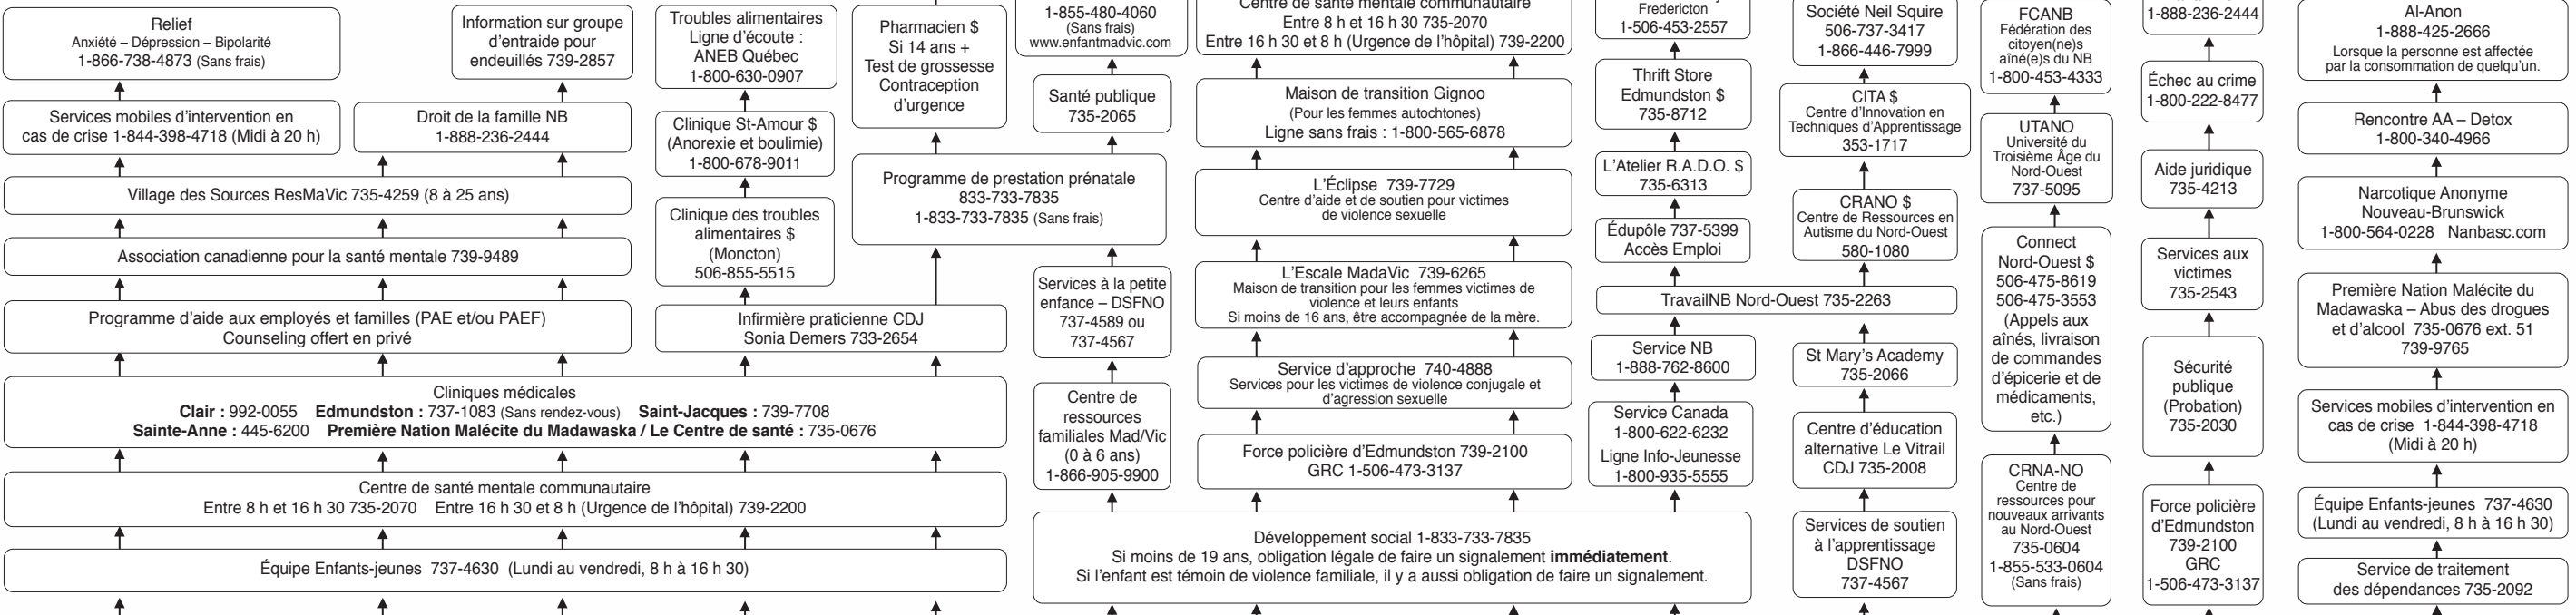 Relief
Anxiété – Dépression – Bipolarité
1-866-738-4873 (Sans frais)
Information sur groupe
d’entraide pour
endeuillés 739-2857
Services mobiles d’intervention en
cas de crise 1-844-398-4718 (Midi à 20 h)
Droit de la famille NB
1-888-236-2444
Village des Sources ResMaVic 735-4259 (8 à 25 ans)
Association canadienne pour la santé mentale 739-9489
Programme d’aide aux employés et familles (PAE et/ou PAEF)
Counseling offert en privé
Troubles alimentaires
Ligne d’écoute :
ANEB Québec
1-800-630-0907
Clinique St-Amour $
(Anorexie et boulimie)
1-800-678-9011
Clinique des troubles
alimentaires $
(Moncton)
506-855-5515
Infirmière praticienne CDJ
Sonia Demers 733-2654
Pharmacien $
Si 14 ans +
Test de grossesse
Contraception
d’urgence
Programme de prestation prénatale
833-733-7835
1-833-733-7835 (Sans frais)
Cliniques médicales
Clair : 992-0055 Edmundston : 737-1083 (Sans rendez-vous) Saint-Jacques : 739-7708
Sainte-Anne : 445-6200 Première Nation Malécite du Madawaska / Le Centre de santé : 735-0676
Centre de santé mentale communautaire
Entre 8 h et 16 h 30 735-2070 Entre 16 h 30 et 8 h (Urgence de l’hôpital) 739-2200
Équipe Enfants-jeunes 737-4630 (Lundi au vendredi, 8 h à 16 h 30)
1-855-480-4060
(Sans frais)
www.enfantmadvic.com
Santé publique
735-2065
Services à la petite
enfance – DSFNO
737-4589 ou
737-4567
Centre de
ressources
familiales Mad/Vic
(0 à 6 ans)
1-866-905-9900
Centre de santé mentale communautaire
Entre 8 h et 16 h 30 735-2070
Entre 16 h 30 et 8 h (Urgence de l’hôpital) 739-2200
Maison de transition Gignoo
(Pour les femmes autochtones)
Ligne sans frais : 1-800-565-6878
L’Éclipse 739-7729
Centre d’aide et de soutien pour victimes
de violence sexuelle
L’Escale MadaVic 739-6265
Maison de transition pour les femmes victimes de
violence et leurs enfants
Si moins de 16 ans, être accompagnée de la mère.
Service d’approche 740-4888
Services pour les victimes de violence conjugale et
d’agression sexuelle
Force policière d’Edmundston 739-2100
GRC 1-506-473-3137
Développement social 1-833-733-7835
Si moins de 19 ans, obligation légale de faire un signalement immédiatement.
Si l’enfant est témoin de violence familiale, il y a aussi obligation de faire un signalement.
Fredericton
1-506-453-2557
Thrift Store
Edmundston $
735-8712
L’Atelier R.A.D.O. $
735-6313
Édupôle 737-5399
Accès Emploi
TravailNB Nord-Ouest 735-2263
Service NB
1-888-762-8600
Service Canada
1-800-622-6232
Ligne Info-Jeunesse
1-800-935-5555
Société Neil Squire
506-737-3417
1-866-446-7999
CITA $
Centre d’Innovation en
Techniques d’Apprentissage
353-1717
CRANO $
Centre de Ressources en
Autisme du Nord-Ouest
580-1080
St Mary’s Academy
735-2066
Centre d’éducation
alternative Le Vitrail
CDJ 735-2008
Services de soutien
à l’apprentissage
DSFNO
737-4567
FCANB
Fédération des
citoyen(ne)s
aîné(e)s du NB
1-800-453-4333
UTANO
Université du
Troisième Âge du
Nord-Ouest
737-5095
Connect
Nord-Ouest $
506-475-8619
506-475-3553
(Appels aux
aînés, livraison
de commandes
d’épicerie et de
médicaments,
etc.)
CRNA-NO
Centre de
ressources pour
nouveaux arrivants
au Nord-Ouest
735-0604
1-855-533-0604
(Sans frais)
1-888-236-2444
Échec au crime
1-800-222-8477
Aide juridique
735-4213
Services aux
victimes
735-2543
Sécurité
publique
(Probation)
735-2030
Force policière
d’Edmundston
739-2100
GRC
1-506-473-3137
Al-Anon
1-888-425-2666
Lorsque la personne est affectée
par la consommation de quelqu’un.
Rencontre AA – Detox
1-800-340-4966
Narcotique Anonyme
Nouveau-Brunswick
1-800-564-0228 Nanbasc.com
Première Nation Malécite du
Madawaska – Abus des drogues
et d’alcool 735-0676 ext. 51
739-9765
Services mobiles d’intervention en
cas de crise 1-844-398-4718
(Midi à 20 h)
Équipe Enfants-jeunes 737-4630
(Lundi au vendredi, 8 h à 16 h 30)
Service de traitement
des dépendances 735-2092